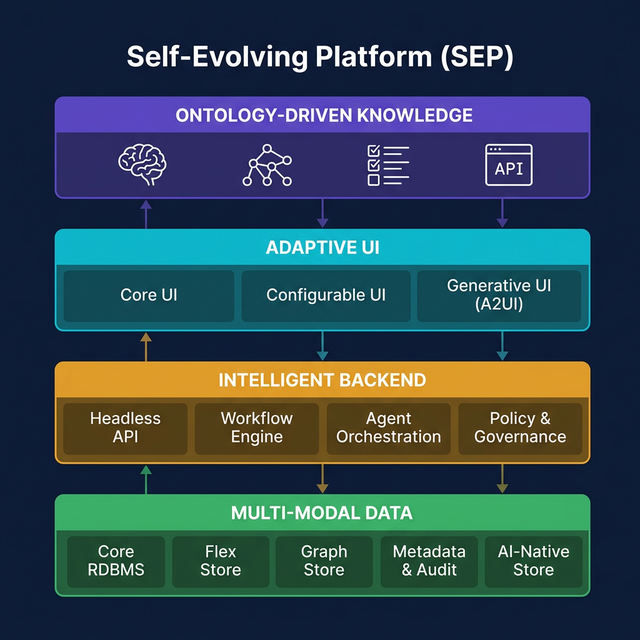 Self-Evolving Platform (SEP)
ONTOLOGY-DRIVEN KNOWLEDGE
API
ADAPTIVE UI
Core UI
Configurable UI
Generative UI
(A2UI)
INTELLIGENT BACKEND
Headless
API
Workflow
Engine
Agent
Orchestration
Policy &
Governance
MULTI-MODAL DATA
Core
RDBMS
Flex
Store
Graph
Store
Metadata
& Audit
AI-Native
Store